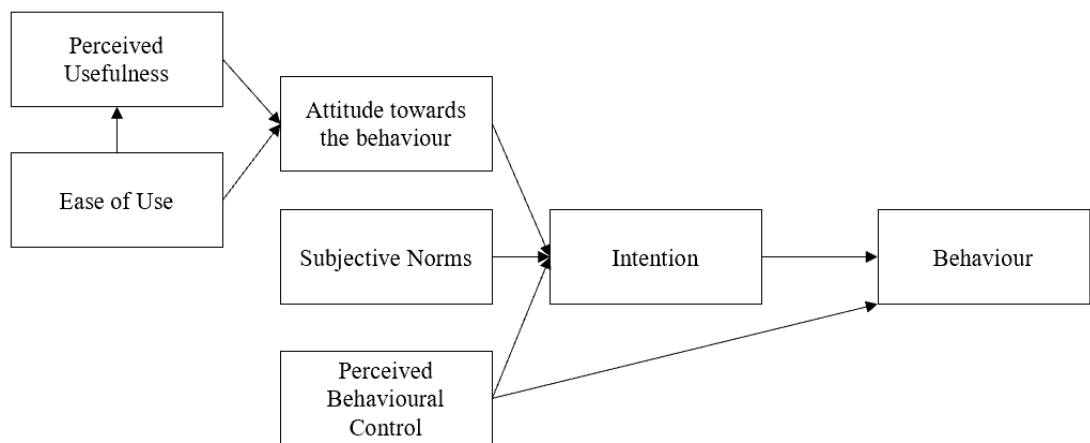 Perceived
Usefulness
Ease of Use
Attitude towards
the behaviour
Subjective Norms
Perceived
Behavioural
Control
Intention
Behaviour